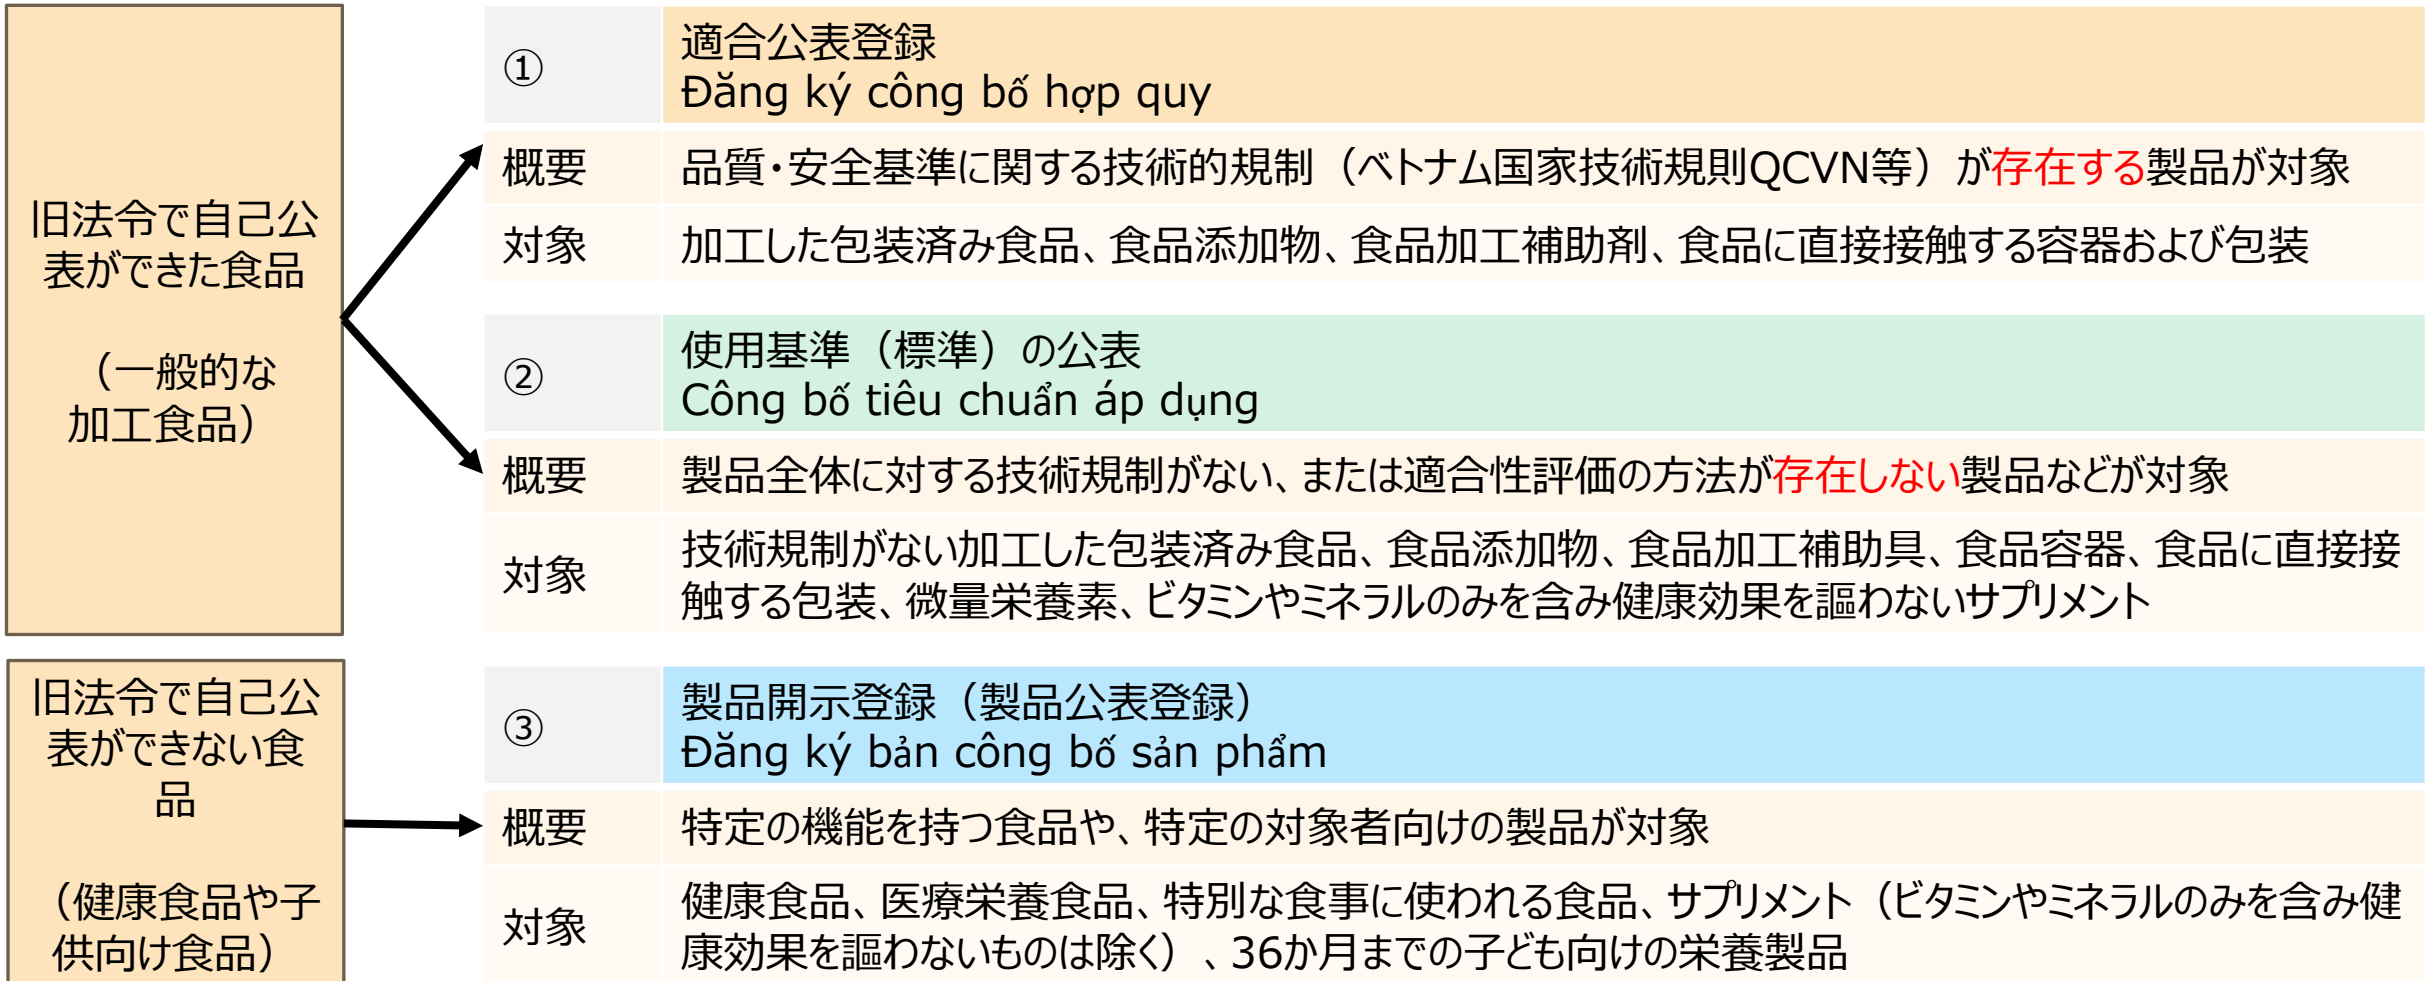 旧法令で自己公
表ができた食品
（一般的な
加工食品）
①
適合公表登録
Đăng ký công bố hợp quy
概要
品質・安全基準に関する技術的規制（ベトナム国家技術規則QCVN等）が存在する製品が対象
対象
加工した包装済み食品、食品添加物、食品加工補助剤、食品に直接接触する容器および包装
②
使用基準（標準）の公表
Công bố tiêu chuẩn áp dụng
概要
製品全体に対する技術規制がない、または適合性評価の方法が存在しない製品などが対象
対象
技術規制がない加工した包装済み食品、食品添加物、食品加工補助具、食品容器、食品に直接接
触する包装、微量栄養素、ビタミンやミネラルのみを含み健康効果を謳わないサプリメント
旧法令で自己公
表ができない食
品
（健康食品や子
供向け食品）
③
製品開示登録（製品公表登録）
Đăng ký bản công bố sản phẩm
概要
特定の機能を持つ食品や、特定の対象者向けの製品が対象
対象
健康食品、医療栄養食品、特別な食事に使われる食品、サプリメント（ビタミンやミネラルのみを含み健
康効果を謳わないものは除く）、36か月までの子ども向けの栄養製品